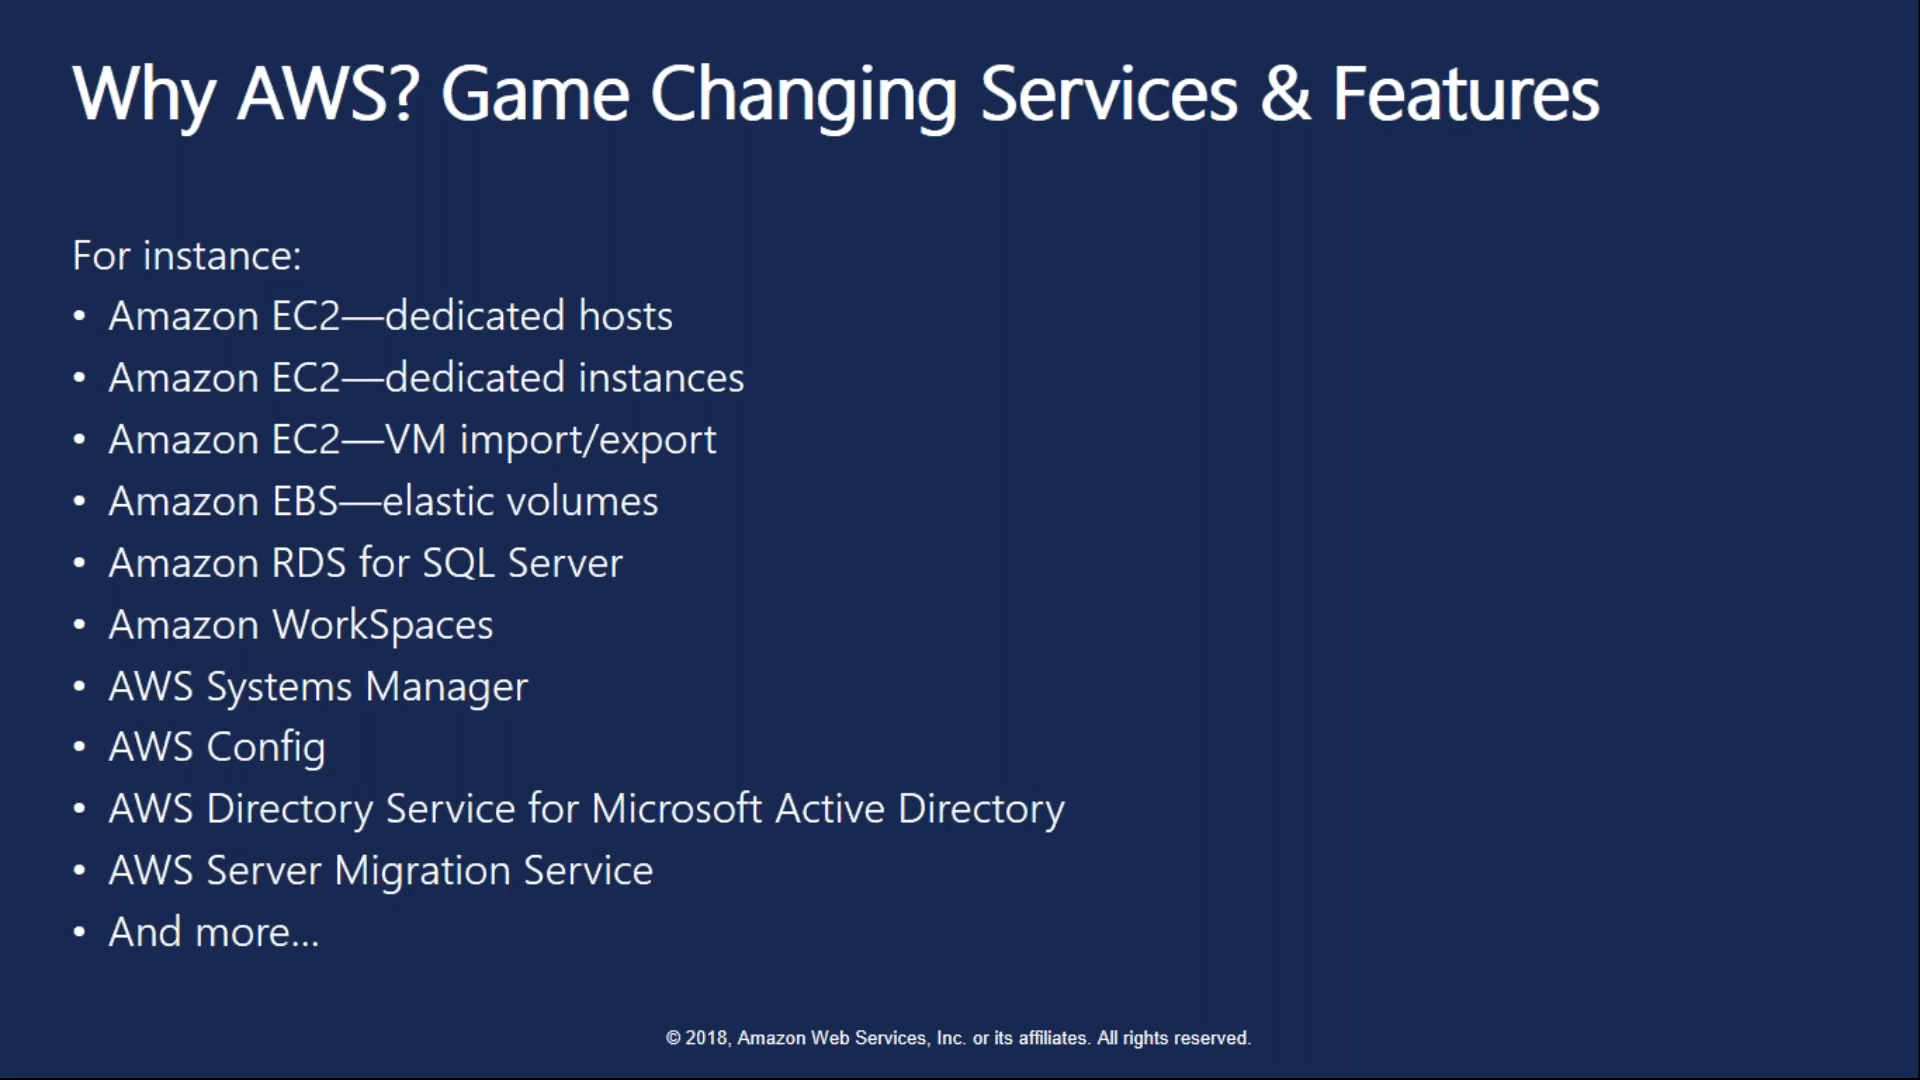 Why AWS? Game Changing Services & Features
For instance:
• Amazon EC2—dedicated hosts
• Amazon EC2—dedicated instances
• Amazon EC2—VM import/export
• Amazon EBS—elastic volumes
• Amazon RDS for SQL Server
• Amazon WorkSpaces
• AWS Systems Manager
• AWS Config
• AWS Directory Service for Microsoft Active Directory
• AWS Server Migration Service
• And more...
© 2018, Amazon Web Services, Inc. or its affiliates. All rights reserved.